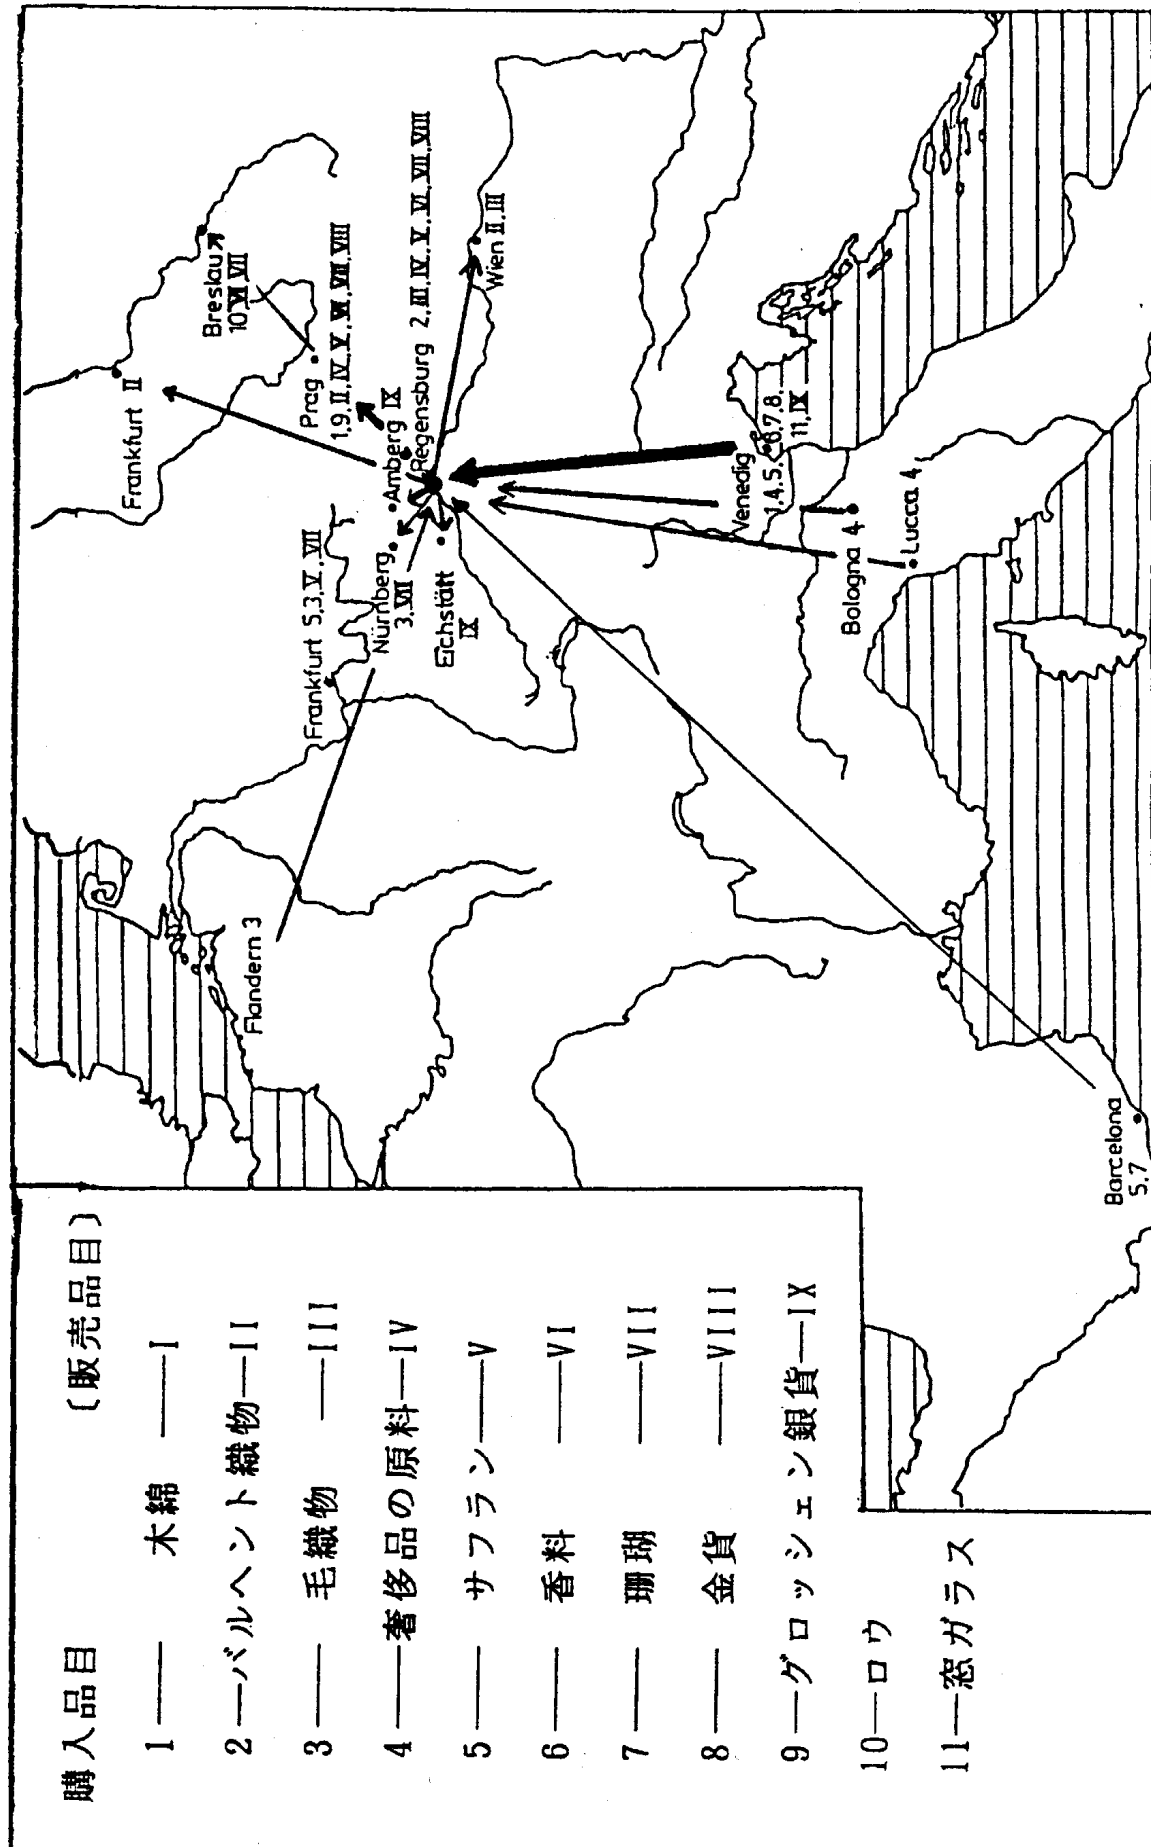 購入品目 〔販売品目〕
1 —— 木綿 —— I
2—バルヘント織物—II
3 —— 毛織物 —III
4 ——奢侈品の原料—IV
5 —— サフラン——V
6 —— 香料 ——VI
7 —— 珊瑚 ——VII
8 —— 金貨 ——VIII
9—グロッシェン銀貨—IX
10—ロウ
11—窓ガラス
Frankfurt II
Breslau
10,VI,VII
Prag
1,9,II,IV,V,VI,VII,VIII
Frankfurt 5,3,V,VII
Flandern 3
Nürnberg
3,VII
Amberg IX
Regensburg 2,III,IV,V,VI,VII,VIII
Eichstätt
IX
Wien II,III
Venedig
1,4,5,6,7,8,
11,IX
Bologna 4
Lucca 4
Barcelona
5,7